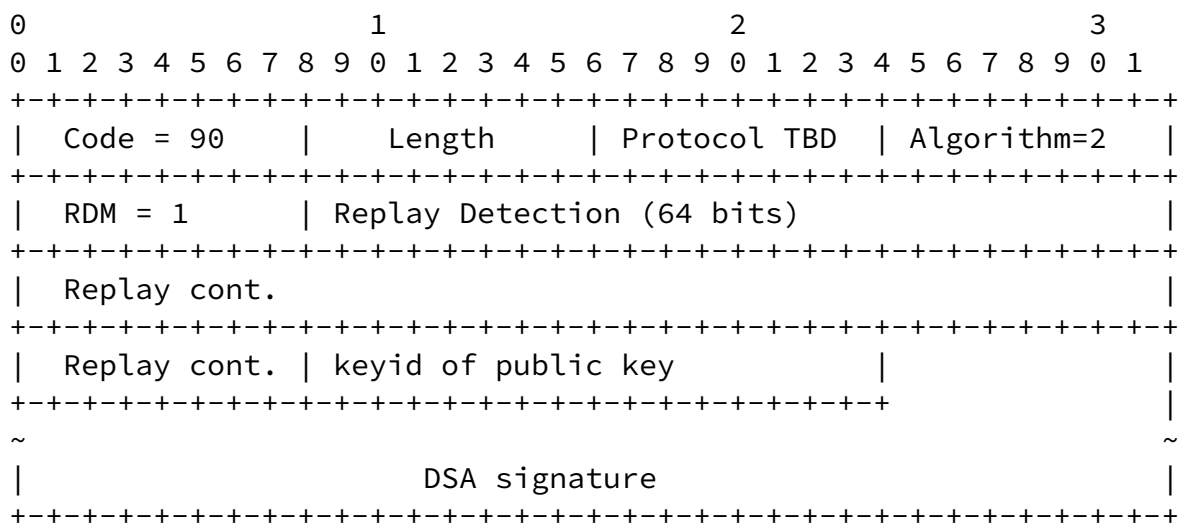 0                   1                   2                   3
0 1 2 3 4 5 6 7 8 9 0 1 2 3 4 5 6 7 8 9 0 1 2 3 4 5 6 7 8 9 0 1
+-+-+-+-+-+-+-+-+-+-+-+-+-+-+-+-+-+-+-+-+-+-+-+-+-+-+-+-+-+-+-+-+
|  Code = 90    |    Length     | Protocol TBD  | Algorithm=2   |
+-+-+-+-+-+-+-+-+-+-+-+-+-+-+-+-+-+-+-+-+-+-+-+-+-+-+-+-+-+-+-+-+
|  RDM = 1      | Replay Detection (64 bits)                    |
+-+-+-+-+-+-+-+-+-+-+-+-+-+-+-+-+-+-+-+-+-+-+-+-+-+-+-+-+-+-+-+-+
|  Replay cont.                                                 |
+-+-+-+-+-+-+-+-+-+-+-+-+-+-+-+-+-+-+-+-+-+-+-+-+-+-+-+-+-+-+-+-+
|  Replay cont. | keyid of public key           |               |
+-+-+-+-+-+-+-+-+-+-+-+-+-+-+-+-+-+-+-+-+-+-+-+-+               |
~                                                               ~
|                      DSA signature                            |
+-+-+-+-+-+-+-+-+-+-+-+-+-+-+-+-+-+-+-+-+-+-+-+-+-+-+-+-+-+-+-+-+